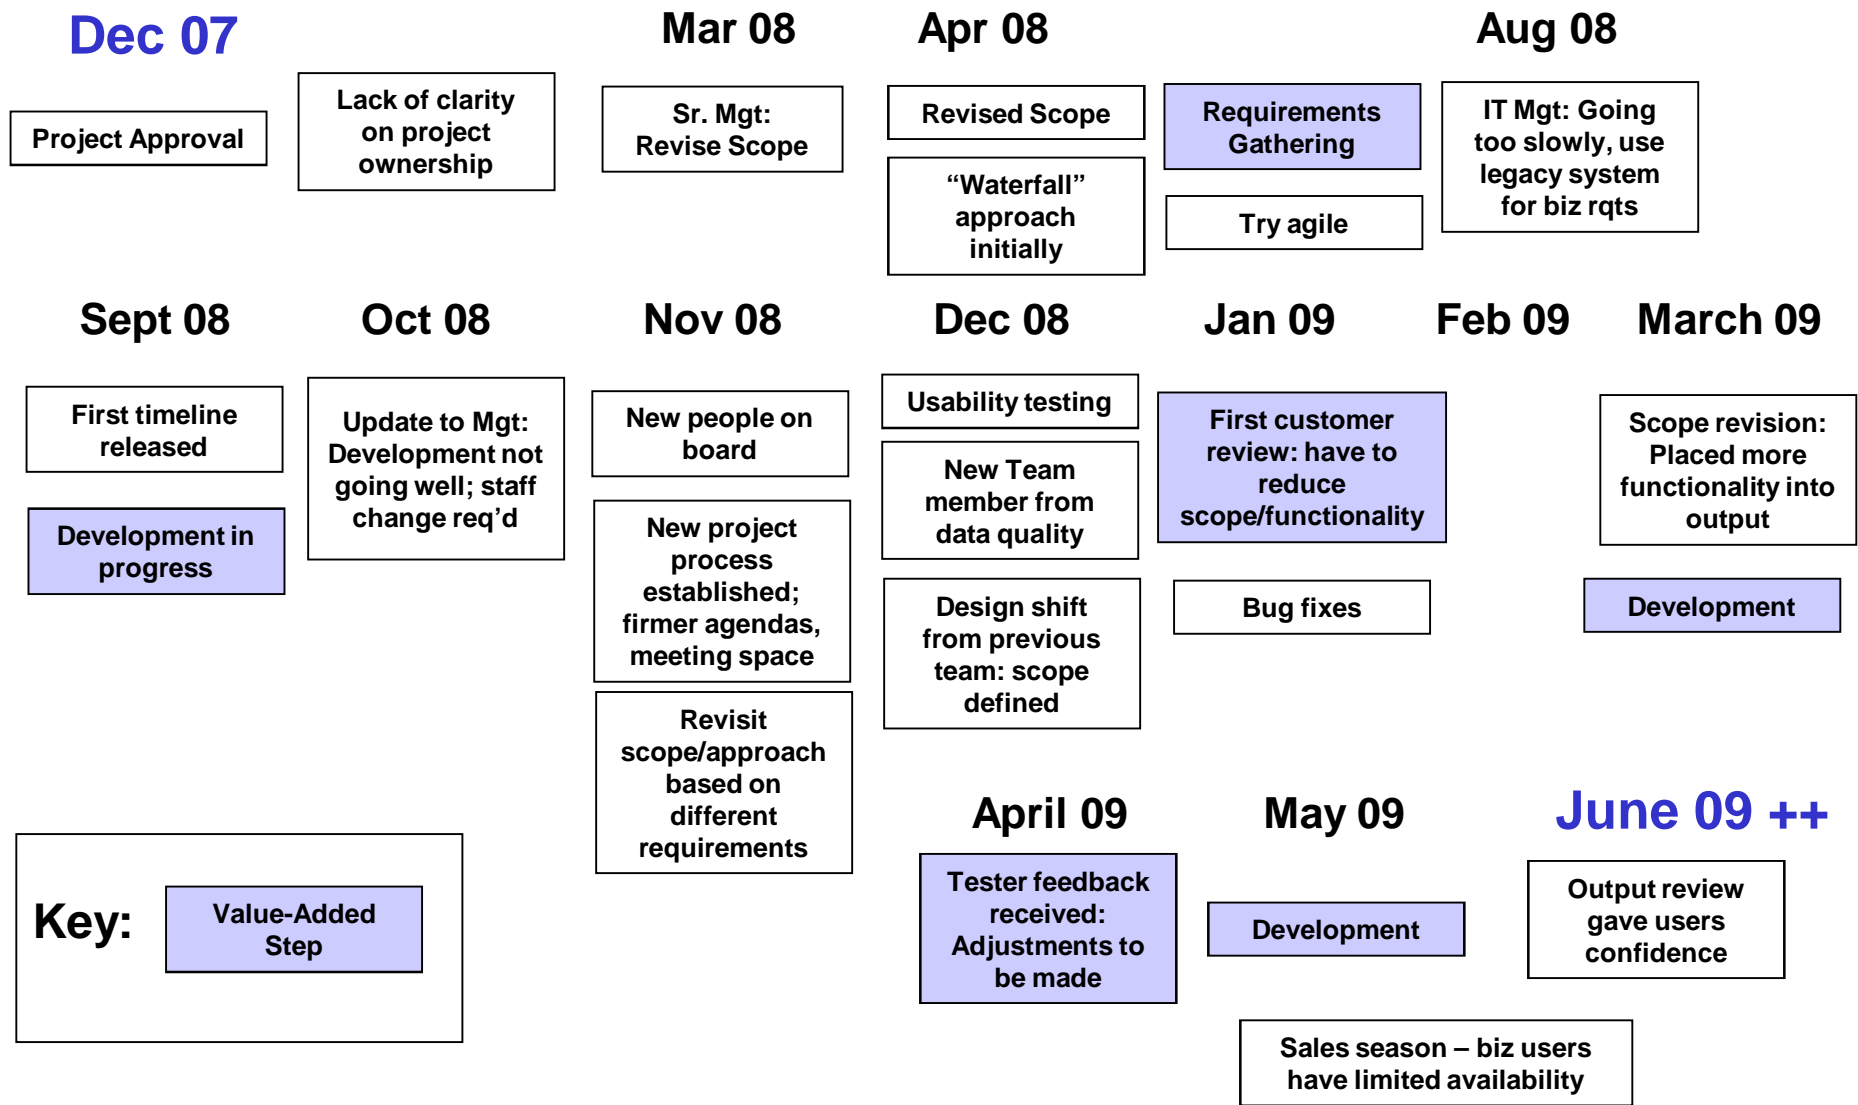 Dec 07
Mar 08
Apr 08
Aug 08
Project Approval
Lack of clarity
on project
ownership
Sr. Mgt:
Revise Scope
Revised Scope
“Waterfall”
approach
initially
Requirements
Gathering
Try agile
IT Mgt: Going
too slowly, use
legacy system
for biz rqts
Sept 08
Oct 08
Nov 08
Dec 08
Jan 09
Feb 09
March 09
First timeline
released
Development in
progress
Update to Mgt:
Development not
going well; staff
change req’d
New people on
board
New project
process
established;
firmer agendas,
meeting space
Revisit
scope/approach
based on
different
requirements
Usability testing
New Team
member from
data quality
Design shift
from previous
team: scope
defined
First customer
review: have to
reduce
scope/functionality
Bug fixes
Scope revision:
Placed more
functionality into
output
Development
April 09
May 09
June 09 ++
Tester feedback
received:
Adjustments to
be made
Development
Output review
gave users
confidence
Sales season – biz users
have limited availability
Key:
Value-Added
Step